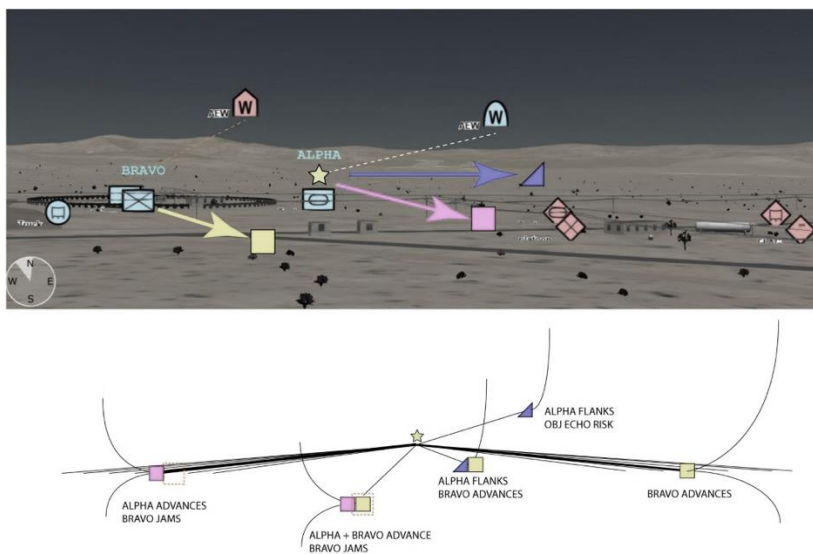 W
AEW
W
AEW
ALPHA
BRAVO
N
W
E
S
ALPHA FLANKS
OBJ ECHO RISK
ALPHA ADVANCES
BRAVO JAMS
ALPHA + BRAVO ADVANCE
BRAVO JAMS
ALPHA FLANKS
BRAVO ADVANCES
BRAVO ADVANCES